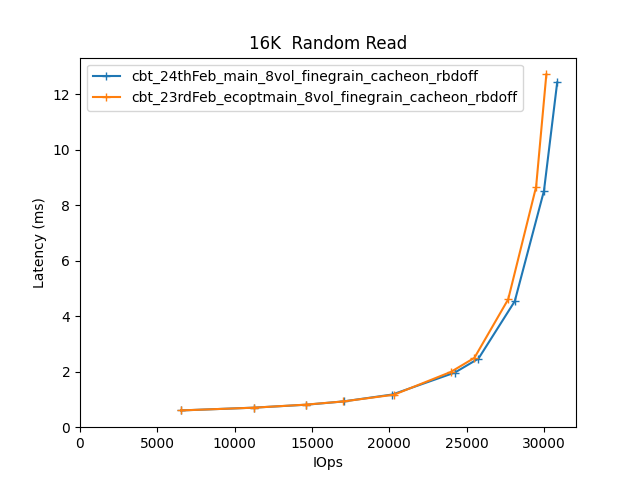 16K  Random Read
cbt_24thFeb_main_8vol_finegrain_cacheon_rbdoff
cbt_23rdFeb_ecoptmain_8vol_finegrain_cacheon_rbdoff
12
10
8
6
4
2
0
Latency (ms)
0 5000 10000 15000 20000 25000 30000
IOps